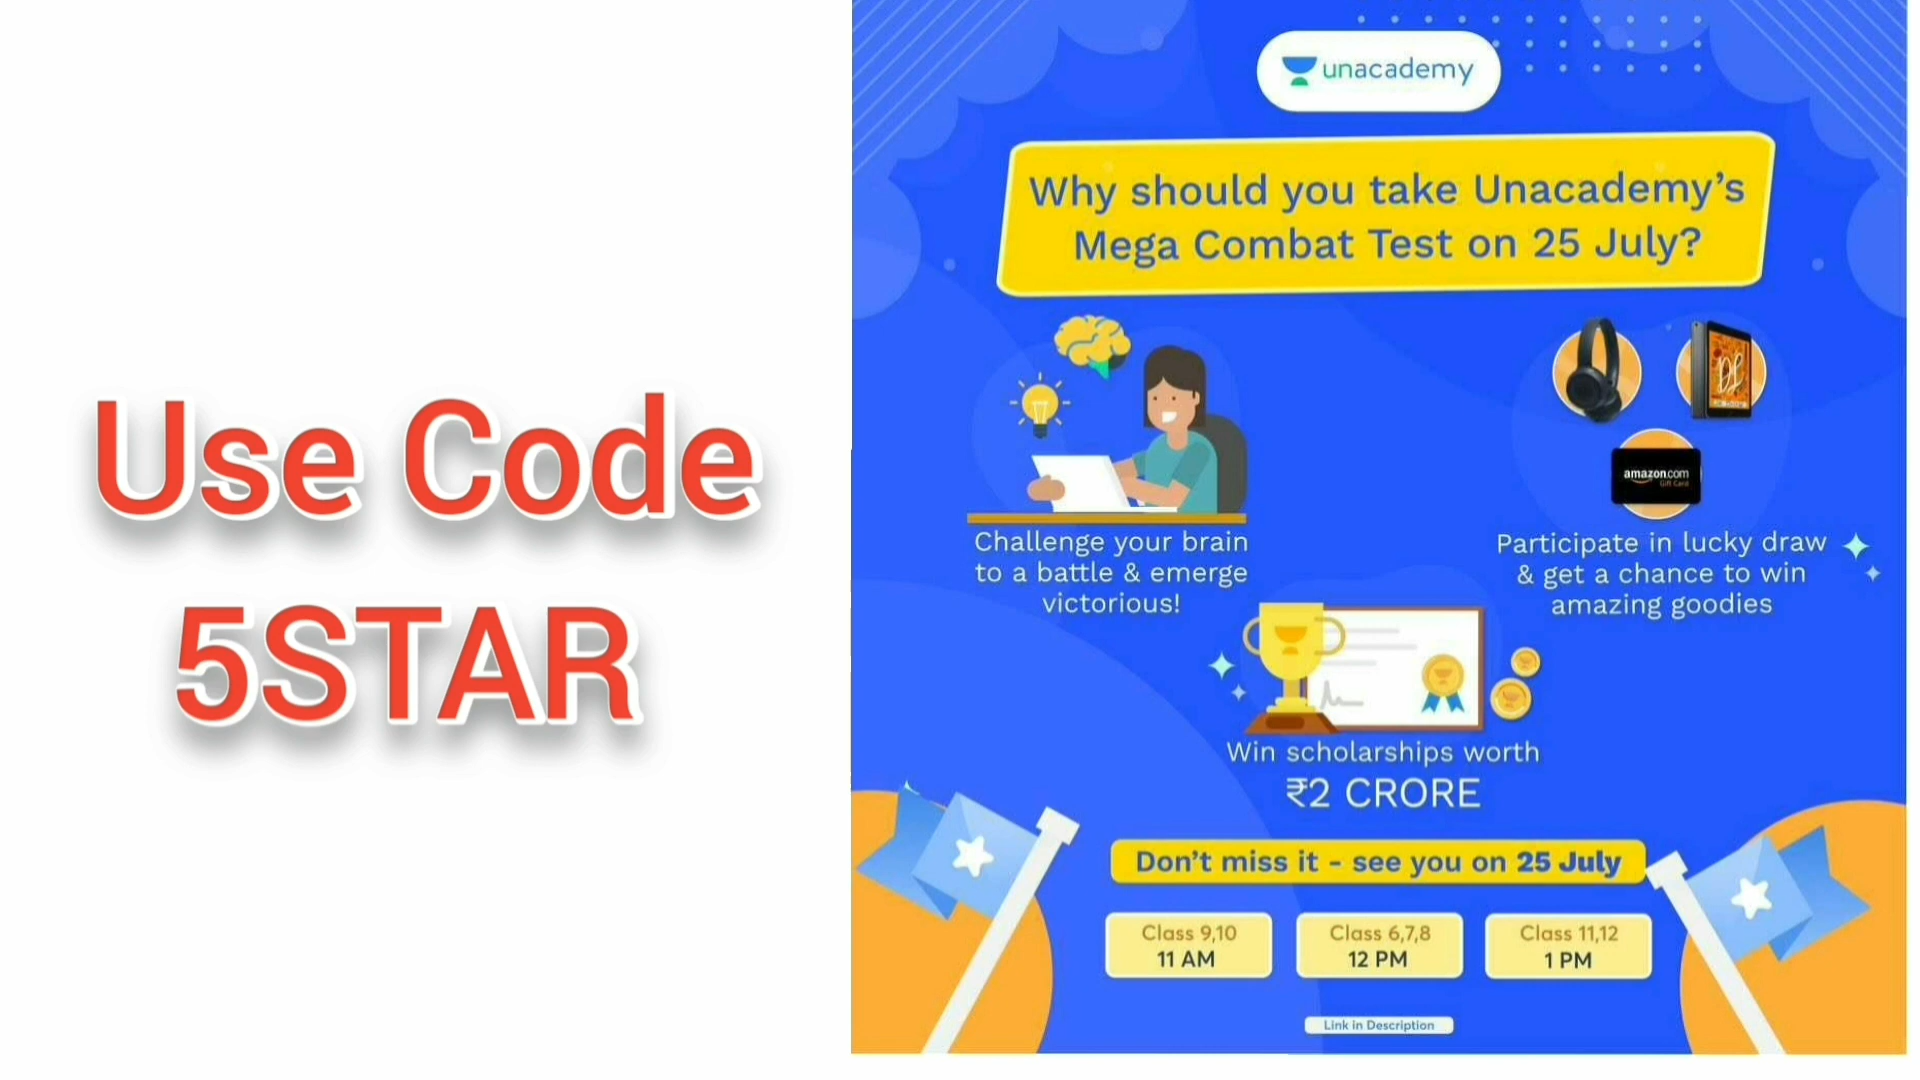 Use Code
5STAR
unacademy
Why should you take Unacademy's
Mega Combat Test on 25 July?
amazon.com
Gift Card
Challenge your brain
to a battle & emerge
victorious!
Participate in lucky draw
& get a chance to win
amazing goodies
Win scholarships worth
₹2 CRORE
Don't miss it - see you on 25 July
Class 9,10
11 AM
Class 6,7,8
12 PM
Class 11,12
1 PM
Link in Description